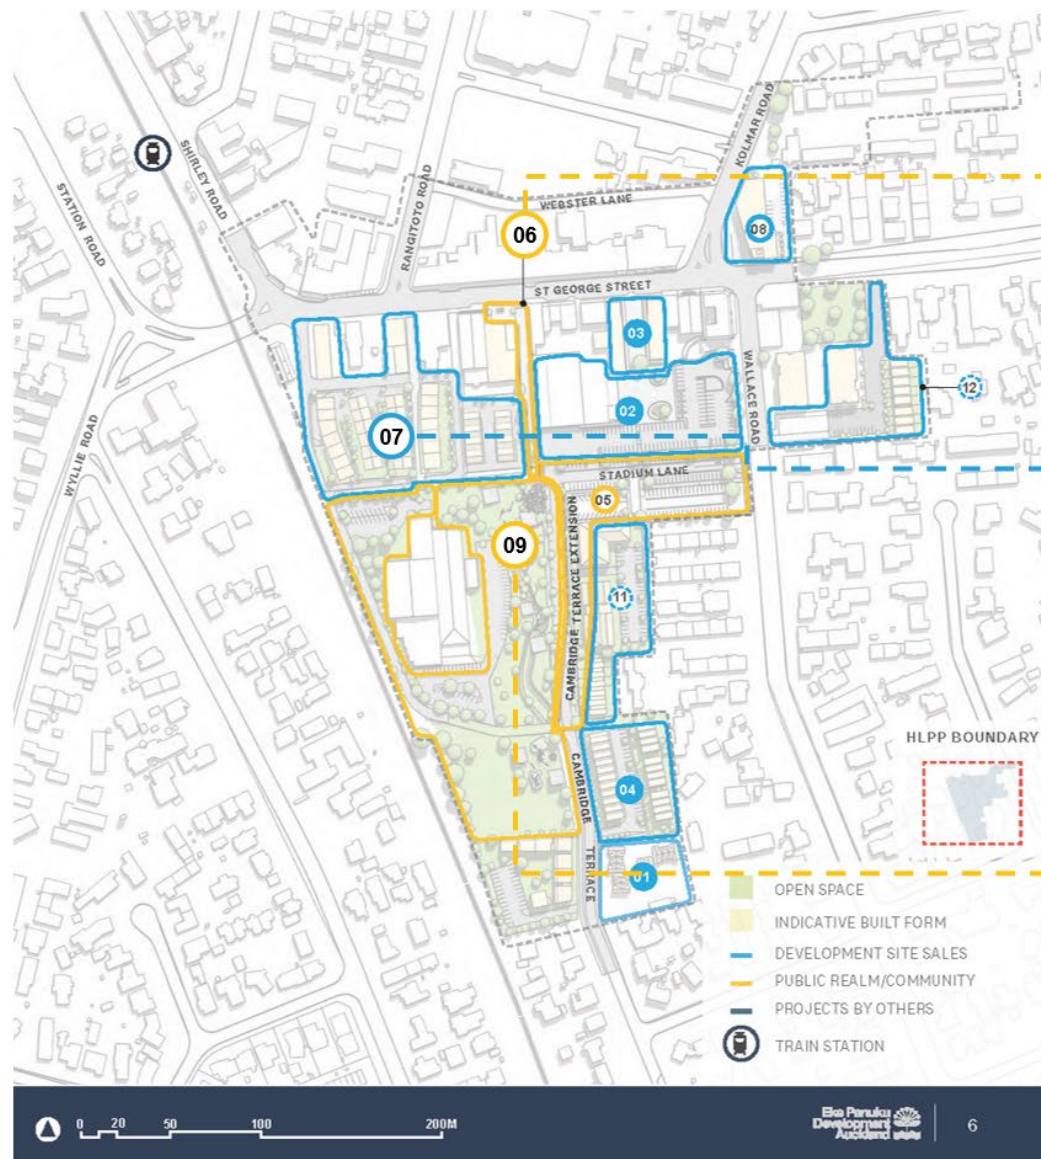 KOLMAR ROAD
SHIRLEY ROAD
STATION ROAD
RANGITOTO ROAD
WEBSTER LANE
06
08
ST GEORGE STREET
03
WALLACE ROAD
12
02
07
WYLLIE ROAD
STADIUM LANE
05
09
CAMBRIDGE TERRACE EXTENSION
11
HLPP BOUNDARY
CAMBRIDGE
04
TERRACE
01
OPEN SPACE
INDICATIVE BUILT FORM
DEVELOPMENT SITE SALES
PUBLIC REALM/COMMUNITY
PROJECTS BY OTHERS
TRAIN STATION
0 20 50 100 200M
Eke Panuku
Development
Auckland
6